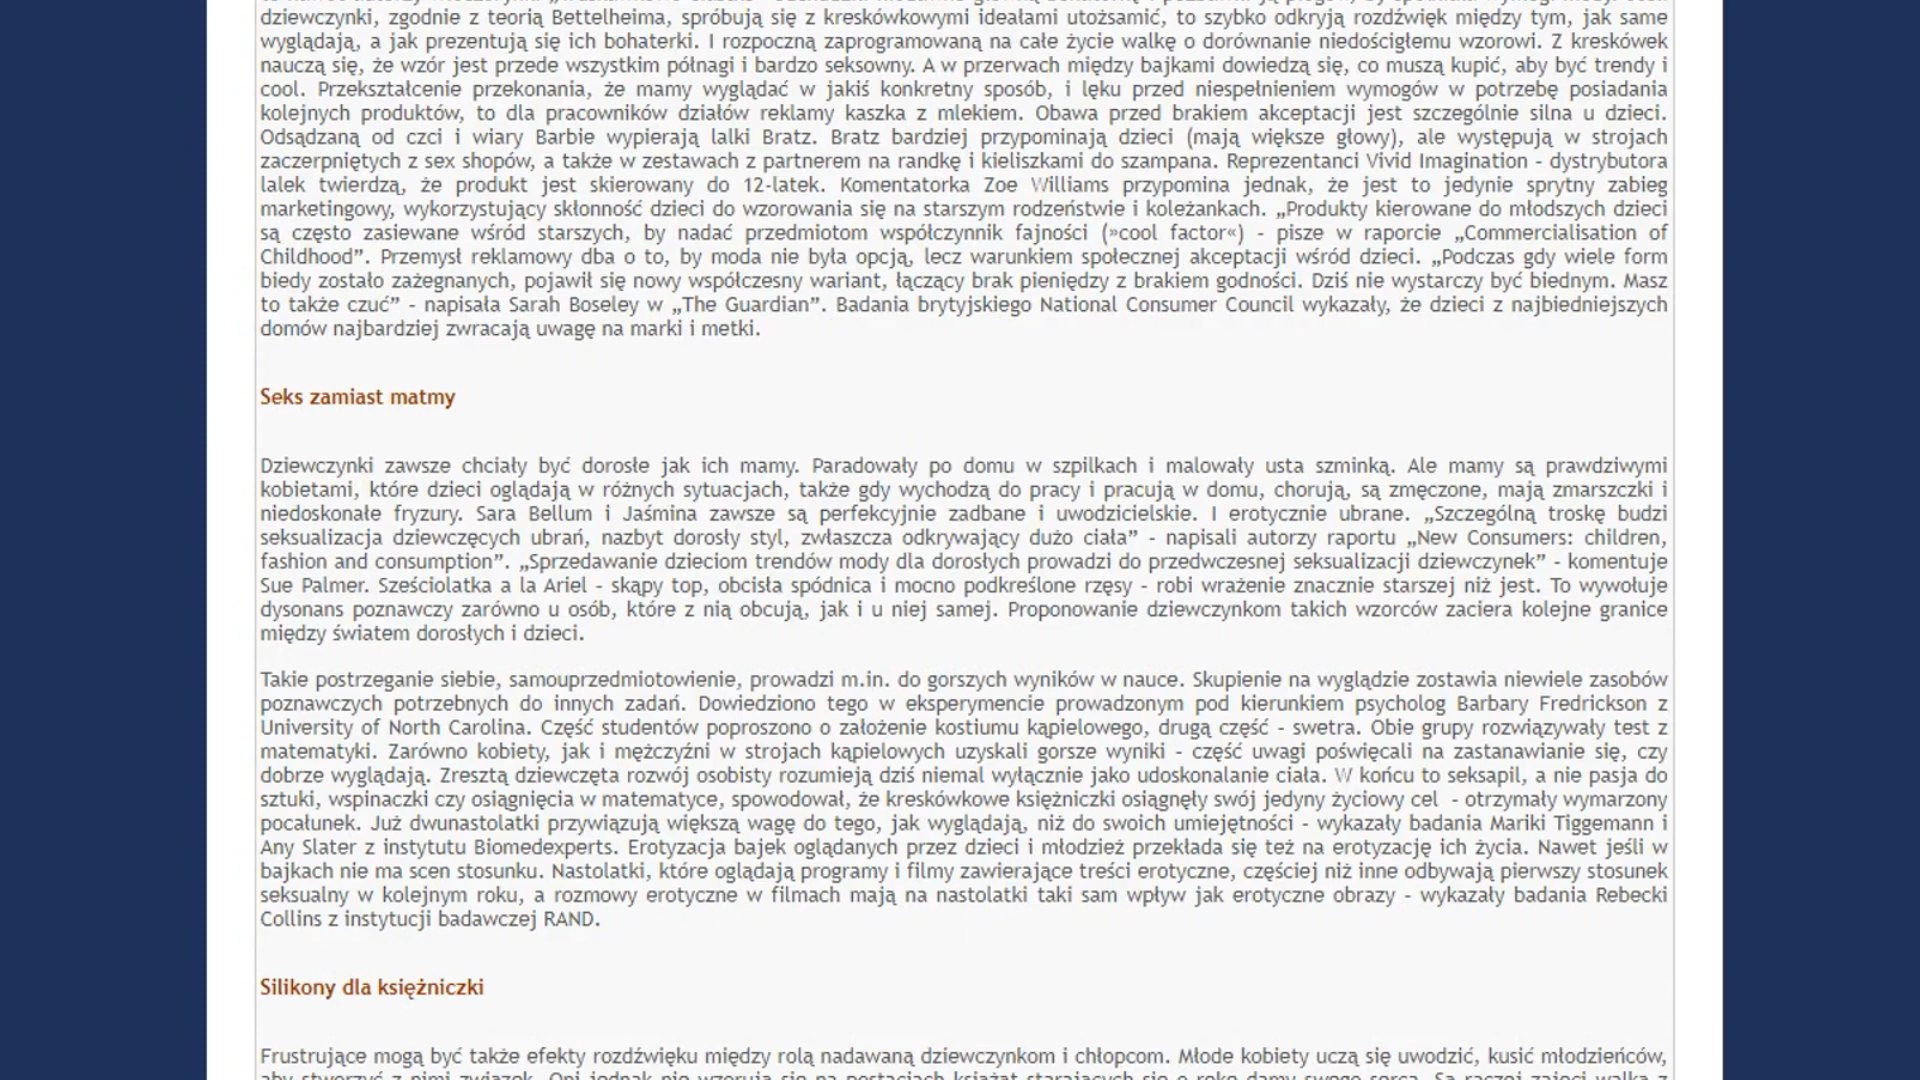 dziewczynki, zgodnie z teorią Bettelheima, spróbują się z kreskówkowymi ideałami utożsamić, to szybko odkryją rozdźwięk między tym, jak same
wyglądają, a jak prezentują się ich bohaterki. I rozpoczną zaprogramowaną na całe życie walkę o dorównanie niedościgłemu wzorowi. Z kreskówek
nauczą się, że wzór jest przede wszystkim półnagi i bardzo seksowny. A w przerwach między bajkami dowiedzą się, co muszą kupić, aby być trendy i
cool. Przekształcenie przekonania, że mamy wyglądać w jakiś konkretny sposób, i lęku przed niespełnieniem wymogów w potrzebę posiadania
kolejnych produktów, to dla pracowników działów reklamy kaszka z mlekiem. Obawa przed brakiem akceptacji jest szczególnie silna u dzieci.
Odsądzaną od czci i wiary Barbie wypierają lalki Bratz. Bratz bardziej przypominają dzieci (mają większe głowy), ale występują w strojach
zaczerpniętych z sex shopów, a także w zestawach z partnerem na randkę i kieliszkami do szampana. Reprezentanci Vivid Imagination - dystrybutora
lalek twierdzą, że produkt jest skierowany do 12-latek. Komentatorka Zoe Williams przypomina jednak, że jest to jedynie sprytny zabieg
marketingowy, wykorzystujący skłonność dzieci do wzorowania się na starszym rodzeństwie i koleżankach. „Produkty kierowane do młodszych dzieci
są często zasiewane wśród starszych, by nadać przedmiotom współczynnik fajności (»cool factor«) - pisze w raporcie „Commercialisation of
Childhood”. Przemysł reklamowy dba o to, by moda nie była opcją, lecz warunkiem społecznej akceptacji wśród dzieci. „Podczas gdy wiele form
biedy zostało zażegnanych, pojawił się nowy współczesny wariant, łączący brak pieniędzy z brakiem godności. Dziś nie wystarczy być biednym. Masz
to także czuć” - napisała Sarah Boseley w „The Guardian”. Badania brytyjskiego National Consumer Council wykazały, że dzieci z najbiedniejszych
domów najbardziej zwracają uwagę na marki i metki.
Seks zamiast matmy
Dziewczynki zawsze chciały być dorosłe jak ich mamy. Paradowały po domu w szpilkach i malowały usta szminką. Ale mamy są prawdziwymi
kobietami, które dzieci oglądają w różnych sytuacjach, także gdy wychodzą do pracy i pracują w domu, chorują, są zmęczone, mają zmarszczki i
niedoskonałe fryzury. Sara Bellum i Jaśmina zawsze są perfekcyjnie zadbane i uwodzicielskie. I erotycznie ubrane. „Szczególną troskę budzi
seksualizacja dziewczęcych ubrań, nazbyt dorosły styl, zwłaszcza odkrywający dużo ciała” - napisali autorzy raportu „New Consumers: children,
fashion and consumption”. „Sprzedawanie dzieciom trendów mody dla dorosłych prowadzi do przedwczesnej seksualizacji dziewczynek” - komentuje
Sue Palmer. Sześciolatka a la Ariel – skąpy top, obcisła spódnica i mocno podkreślone rzęsy - robi wrażenie znacznie starszej niż jest. To wywołuje
dysonans poznawczy zarówno u osób, które z nią obcują, jak i u niej samej. Proponowanie dziewczynkom takich wzorców zaciera kolejne granice
między światem dorosłych i dzieci.
Takie postrzeganie siebie, samouprzedmiotowienie, prowadzi m.in. do gorszych wyników w nauce. Skupienie na wyglądzie zostawia niewiele zasobów
poznawczych potrzebnych do innych zadań. Dowiedziono tego w eksperymencie prowadzonym pod kierunkiem psycholog Barbary Fredrickson z
University of North Carolina. Część studentów poproszono o założenie kostiumu kąpielowego, drugą część - swetra. Obie grupy rozwiązywały test z
matematyki. Zarówno kobiety, jak i mężczyźni w strojach kąpielowych uzyskali gorsze wyniki - część uwagi poświęcali na zastanawianie się, czy
dobrze wyglądają. Zresztą dziewczęta rozwój osobisty rozumieją dziś niemal wyłącznie jako udoskonalanie ciała. W końcu to seksapil, a nie pasja do
sztuki, wspinaczki czy osiągnięcia w matematyce, spowodował, że kreskówkowe księżniczki osiągnęły swój jedyny życiowy cel - otrzymały wymarzony
pocałunek. Już dwunastolatki przywiązują większą wagę do tego, jak wyglądają, niż do swoich umiejętności - wykazały badania Mariki Tiggemann i
Any Slater z instytutu Biomedexperts. Erotyzacja bajek oglądanych przez dzieci i młodzież przekłada się też na erotyzację ich życia. Nawet jeśli w
bajkach nie ma scen stosunku. Nastolatki, które oglądają programy i filmy zawierające treści erotyczne, częściej niż inne odbywają pierwszy stosunek
seksualny w kolejnym roku, a rozmowy erotyczne w filmach mają na nastolatki taki sam wpływ jak erotyczne obrazy - wykazały badania Rebecki
Collins z instytucji badawczej RAND.
Silikony dla księżniczki
Frustrujące mogą być także efekty rozdźwięku między rolą nadawaną dziewczynkom i chłopcom. Młode kobiety uczą się uwodzić, kusić młodzieńców,